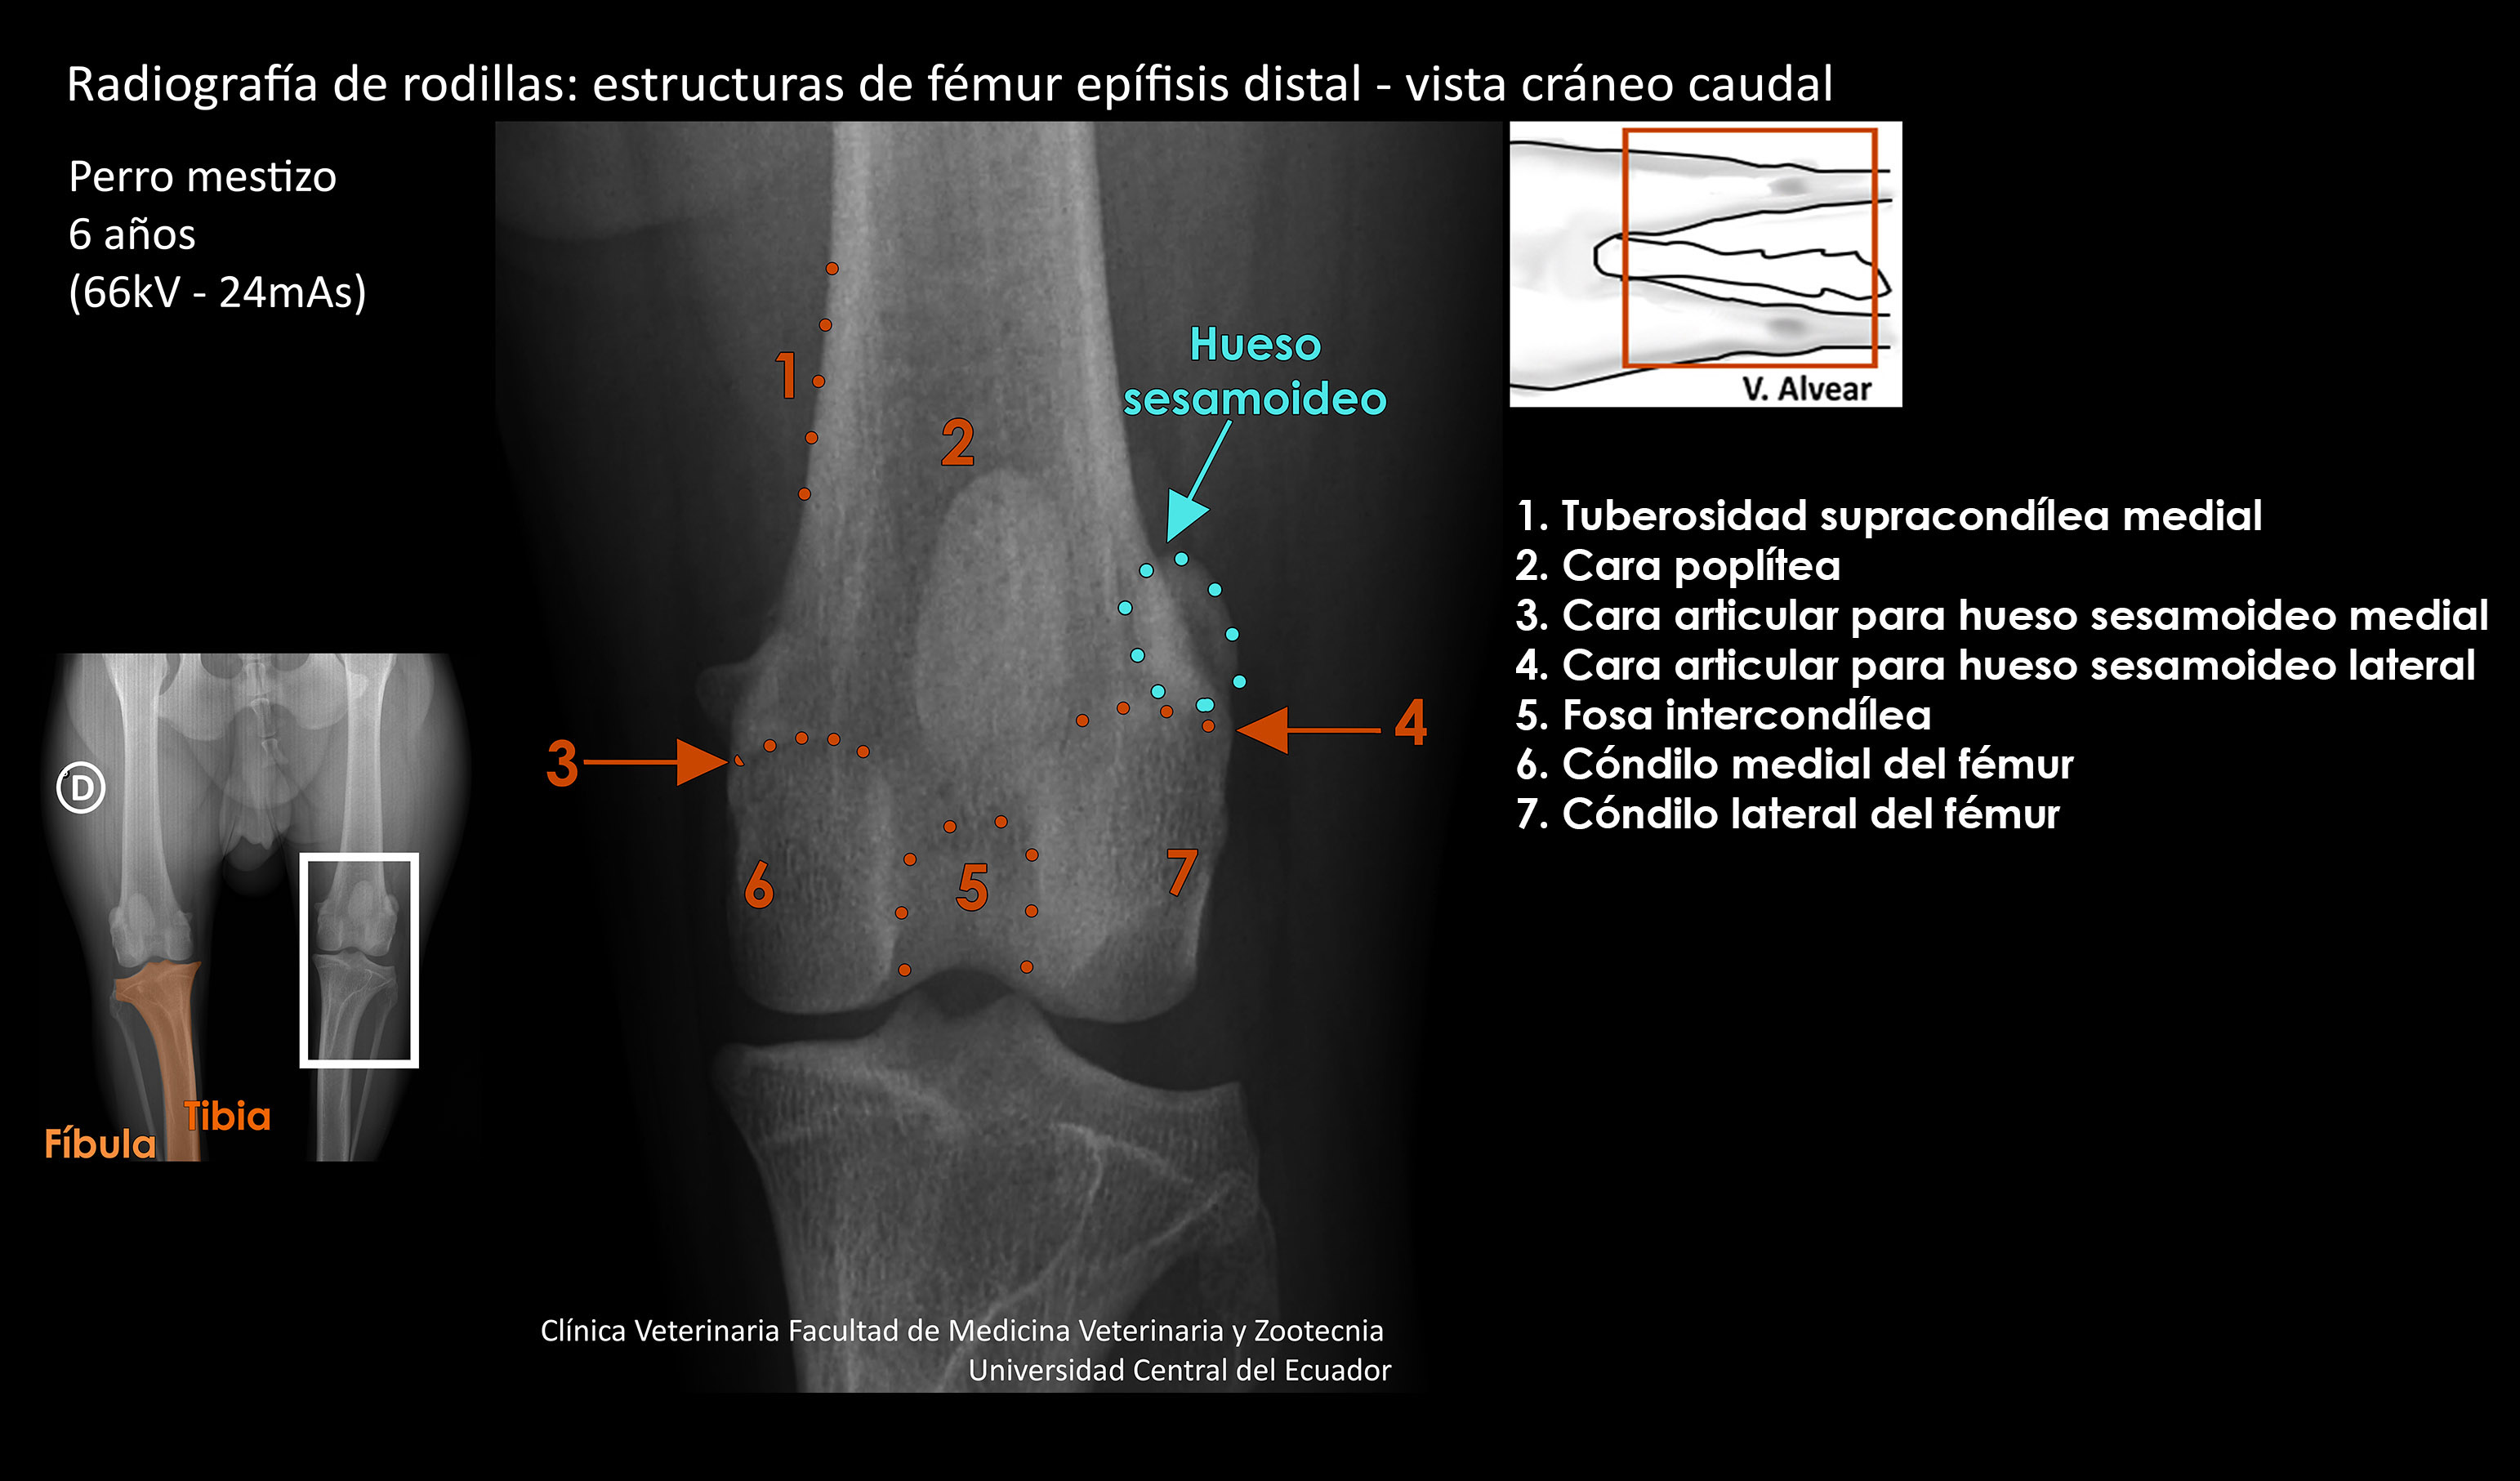 Radiografía de rodillas: estructuras de fémur epífisis distal - vista cráneo caudal
Perro mestizo
6 años
(66kV - 24mAs)
V. Alvear
Hueso
sesamoideo
1
2
3
4
5
6
7
1. Tuberosidad supracondílea medial
2. Cara poplítea
3. Cara articular para hueso sesamoideo medial
4. Cara articular para hueso sesamoideo lateral
5. Fosa intercondílea
6. Cóndilo medial del fémur
7. Cóndilo lateral del fémur
D
Tibia
Fíbula
Clínica Veterinaria Facultad de Medicina Veterinaria y Zootecnia
Universidad Central del Ecuador